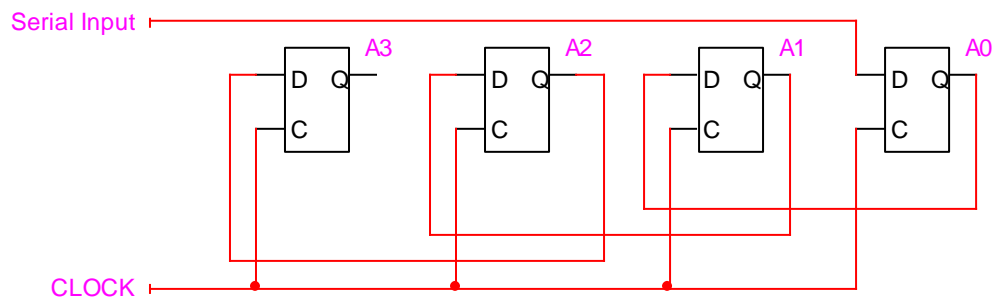 Serial Input
A3 A2 A1 A0
D Q D Q D Q D Q
C C C C
CLOCK